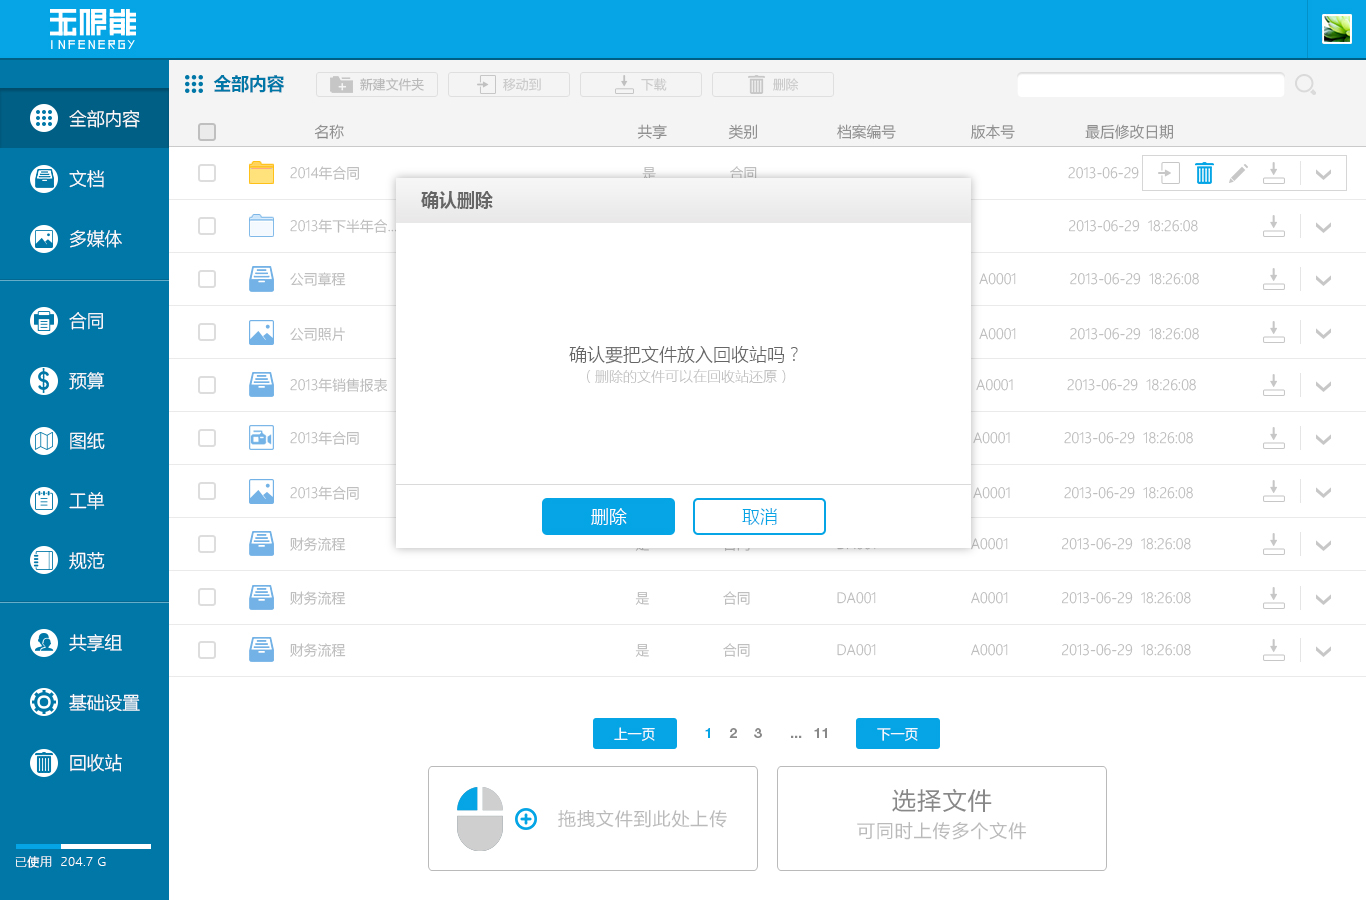 无限能
INFENERGY
全部内容
新建文件夹 移动到 下载 删除
全部内容
文档
多媒体
合同
预算
图纸
工单
规范
共享组
基础设置
回收站
已使用 204.7 G
名称 共享 类别 档案编号 版本号 最后修改日期
2014年合同 是 合同 2013-06-29
2013年下半年合... 2013-06-29 18:26:08
公司章程 A0001 2013-06-29 18:26:08
公司照片 A0001 2013-06-29 18:26:08
2013年销售报表 A0001 2013-06-29 18:26:08
2013年合同 A0001 2013-06-29 18:26:08
2013年合同 A0001 2013-06-29 18:26:08
财务流程 是 合同 DA001 A0001 2013-06-29 18:26:08
财务流程 是 合同 DA001 A0001 2013-06-29 18:26:08
财务流程 是 合同 DA001 A0001 2013-06-29 18:26:08
确认删除
确认要把文件放入回收站吗？
（删除的文件可以在回收站还原）
删除 取消
上一页 1 2 3 ... 11 下一页
拖拽文件到此处上传
选择文件
可同时上传多个文件